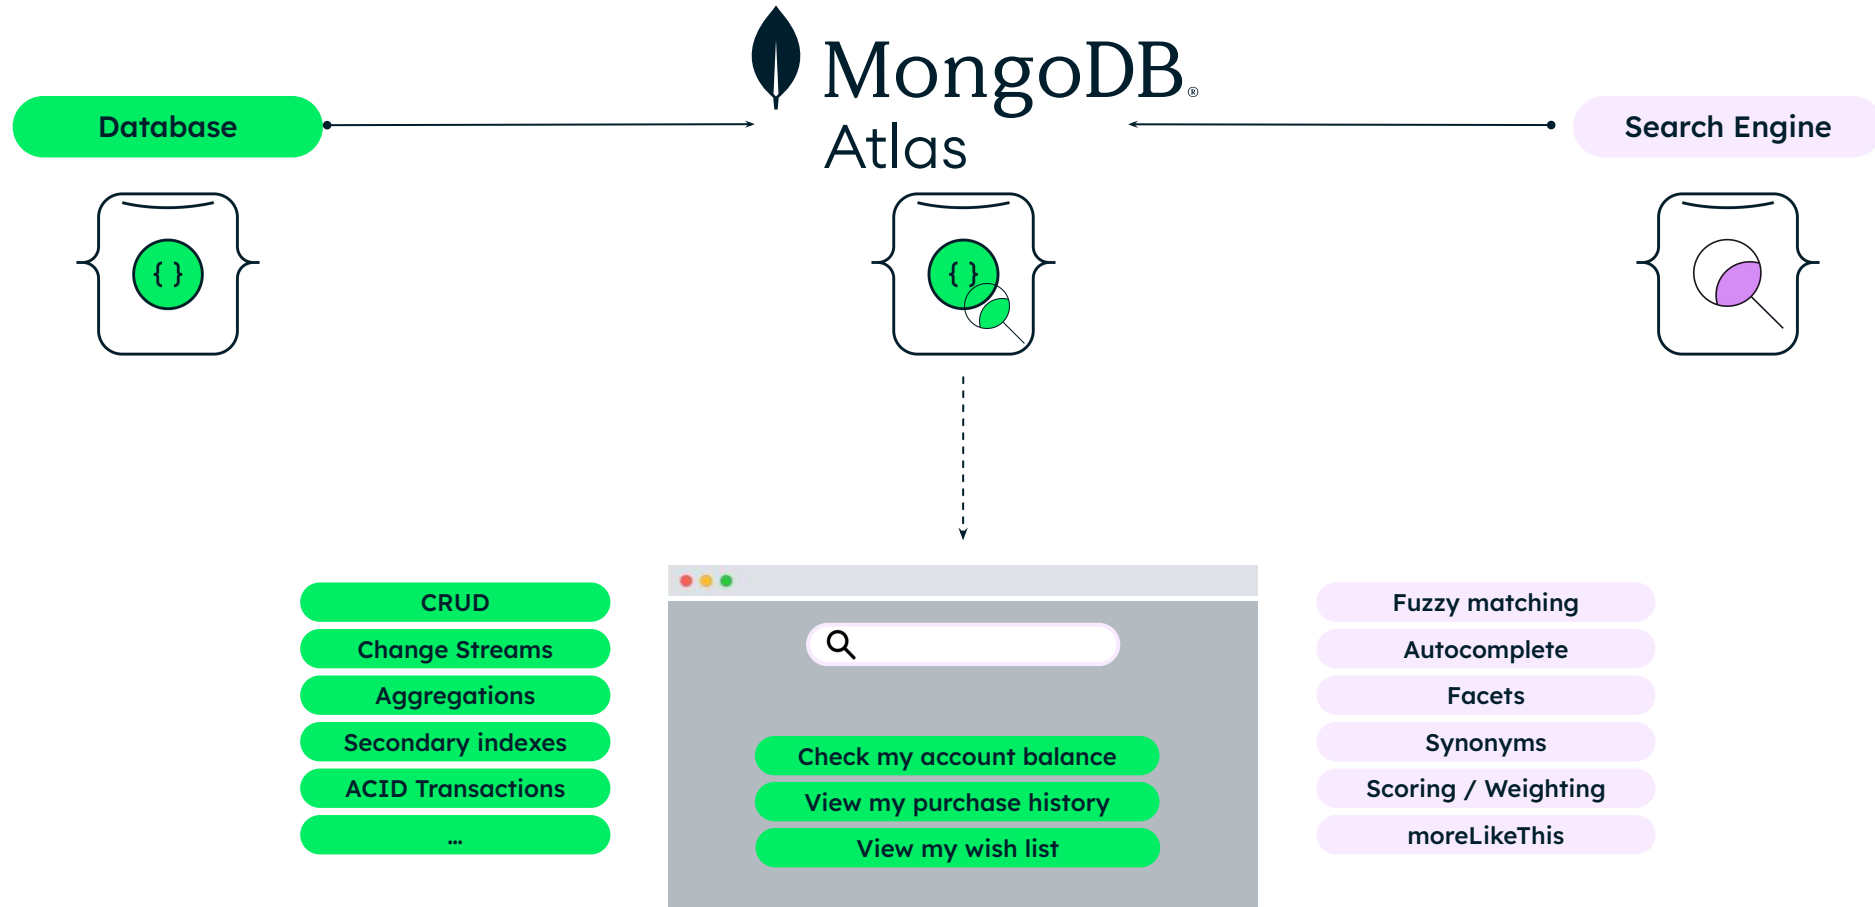 MongoDB®
Atlas
Database
Search Engine
{ }
{ }
CRUD
Change Streams
Aggregations
Secondary indexes
ACID Transactions
...
Check my account balance
View my purchase history
View my wish list
Fuzzy matching
Autocomplete
Facets
Synonyms
Scoring / Weighting
moreLikeThis